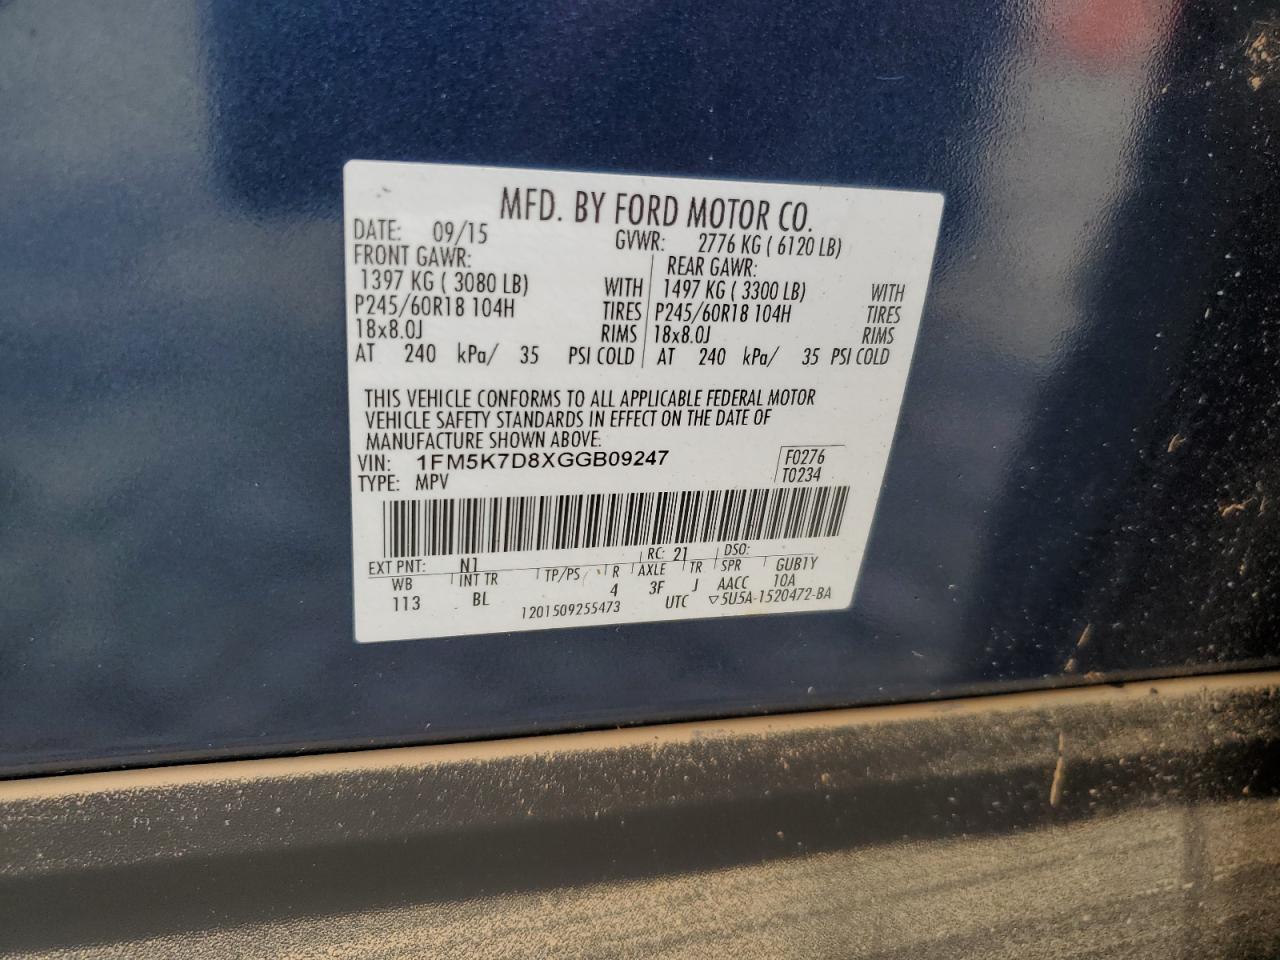 MFD. BY FORD MOTOR CO.
DATE: 09/15 GVWR: 2776 KG ( 6120 LB)
FRONT GAWR: REAR GAWR:
1397 KG ( 3080 LB) WITH 1497 KG ( 3300 LB) WITH
P245/60R18 104H TIRES P245/60R18 104H TIRES
18x8.0J RIMS 18x8.0J RIMS
AT 240 kPa/ 35 PSI COLD AT 240 kPa/ 35 PSI COLD
THIS VEHICLE CONFORMS TO ALL APPLICABLE FEDERAL MOTOR
VEHICLE SAFETY STANDARDS IN EFFECT ON THE DATE OF
MANUFACTURE SHOWN ABOVE.
VIN: 1FM5K7D8XGGB09247 F0276
TYPE: MPV T0234
EXT PNT: N1 RC: 21 DSO:
WB INT TR TP/PS R AXLE TR SPR GUB1Y
113 BL 4 3F J AACC 10A
1201509255473 UTC ▽5U5A-1520472-BA